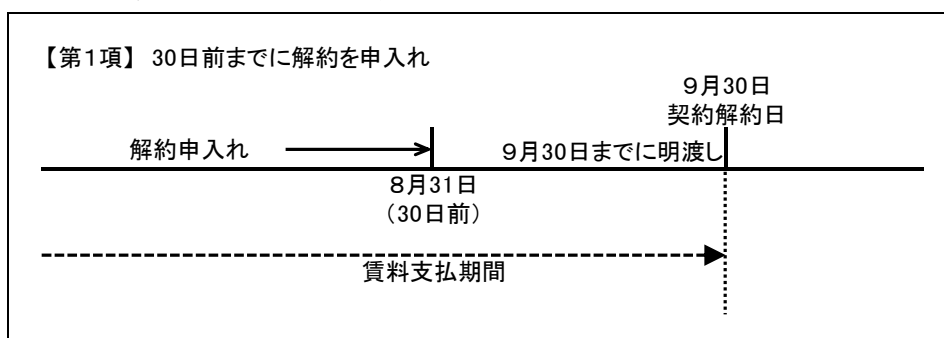 【第１項】 30日前までに解約を申入れ
９月30日
契約解約日
解約申入れ
９月30日までに明渡し
８月31日
（30日前）
賃料支払期間